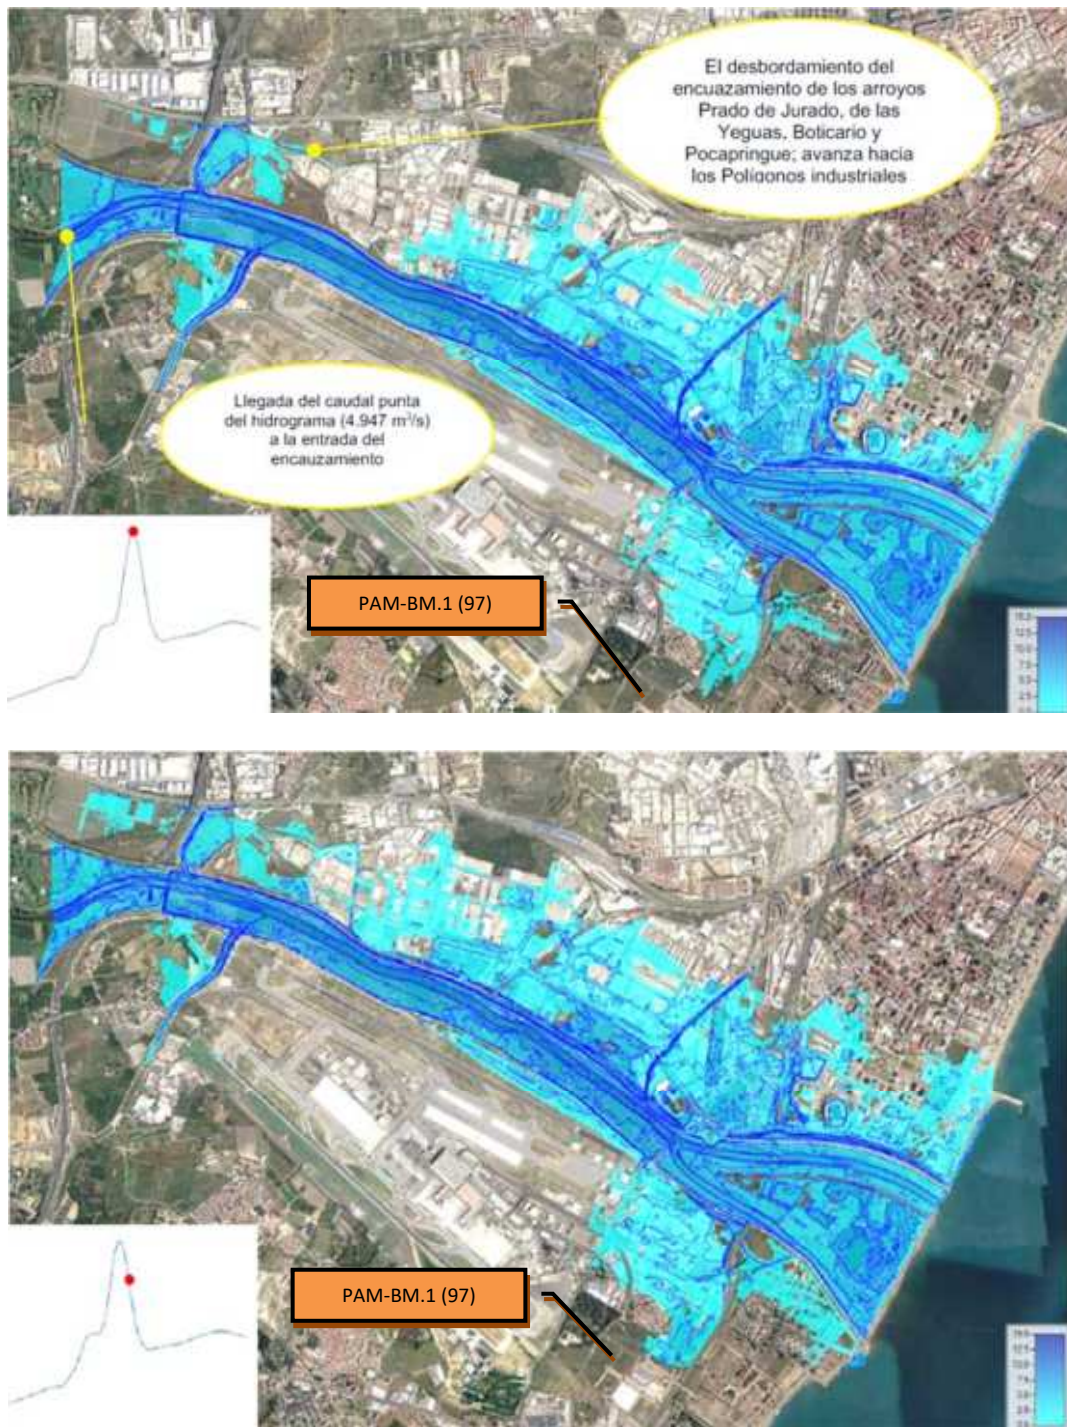 El desbordamiento del
encuazamiento de los arroyos
Prado de Jurado, de las
Yeguas, Boticario y
Pocapringue; avanza hacia
los Polígonos industriales
Llegada del caudal punta
del hidrograma (4.947 m³/s)
a la entrada del
encauzamiento
PAM-BM.1 (97)
PAM-BM.1 (97)